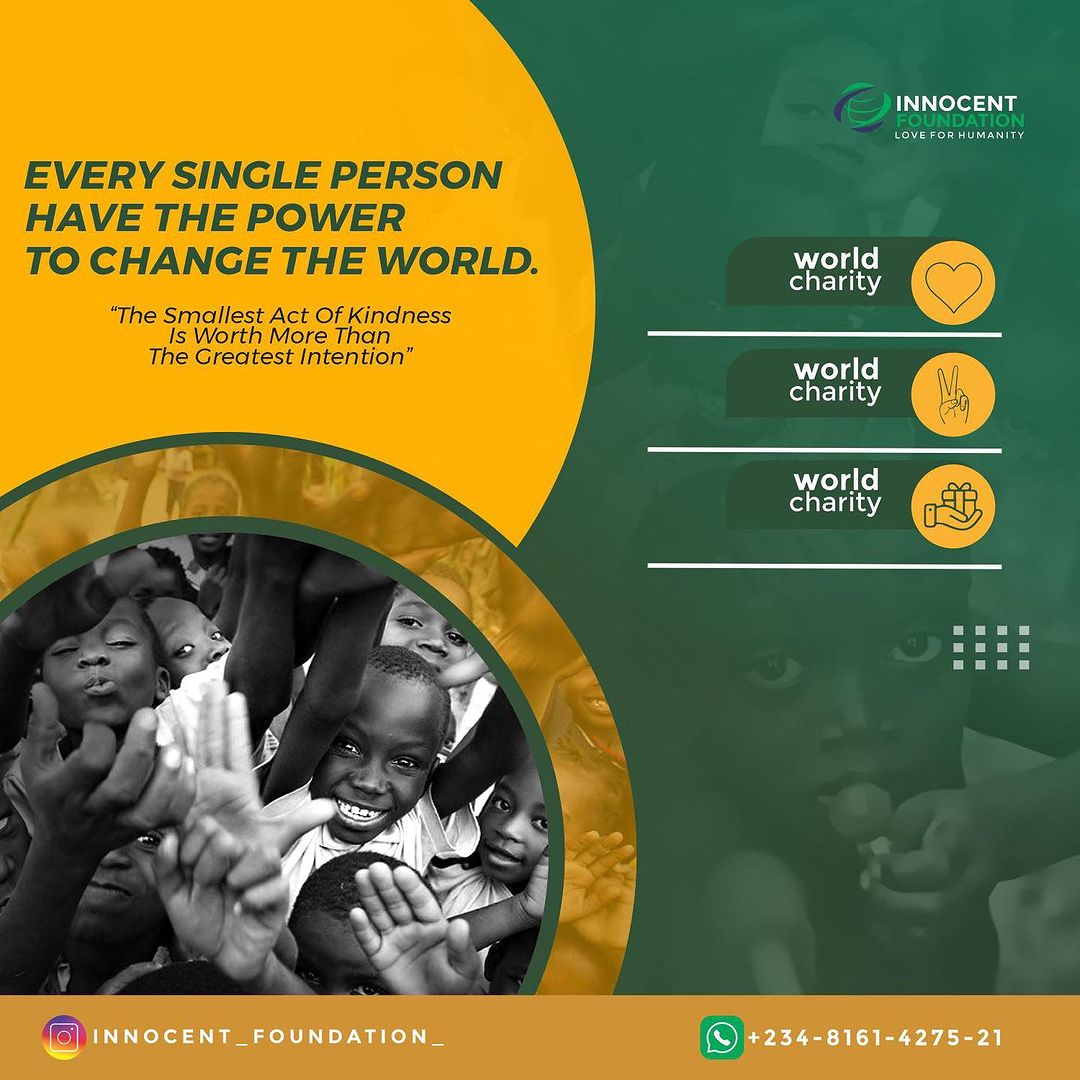 INNOCENT
FOUNDATION
LOVE FOR HUMANITY
EVERY SINGLE PERSON
HAVE THE POWER
TO CHANGE THE WORLD.
“The Smallest Act Of Kindness
Is Worth More Than
The Greatest Intention”
world
charity
world
charity
world
charity
INNOCENT_FOUNDATION_
+234-8161-4275-21